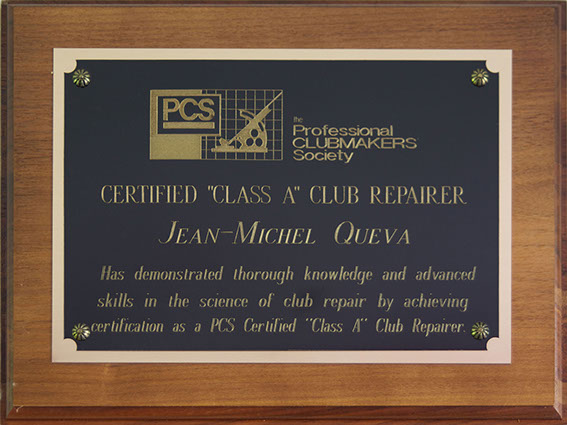 PCS
the
Professional
CLUBMAKERS
Society
CERTIFIED "CLASS A" CLUB REPAIRER
JEAN-MICHEL QUEVA
Has demonstrated thorough knowledge and advanced
skills in the science of club repair by achieving
certification as a PCS Certified "Class A" Club Repairer.